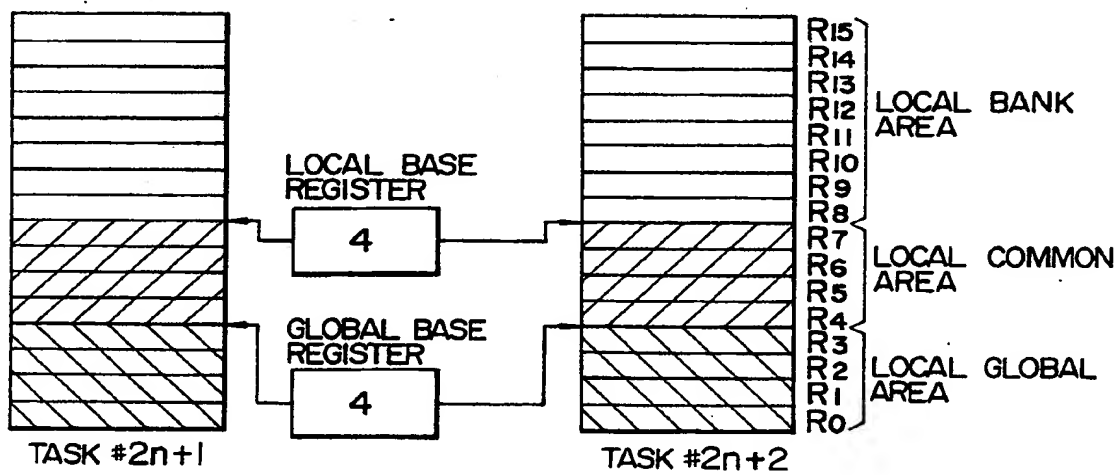 R15
R14
R13
R12
R11
R10
R9
R8
R7
R6
R5
R4
R3
R2
R1
R0
LOCAL BANK
AREA
LOCAL COMMON
AREA
LOCAL GLOBAL
AREA
LOCAL BASE
REGISTER
4
GLOBAL BASE
REGISTER
4
TASK #2n+1
TASK #2n+2